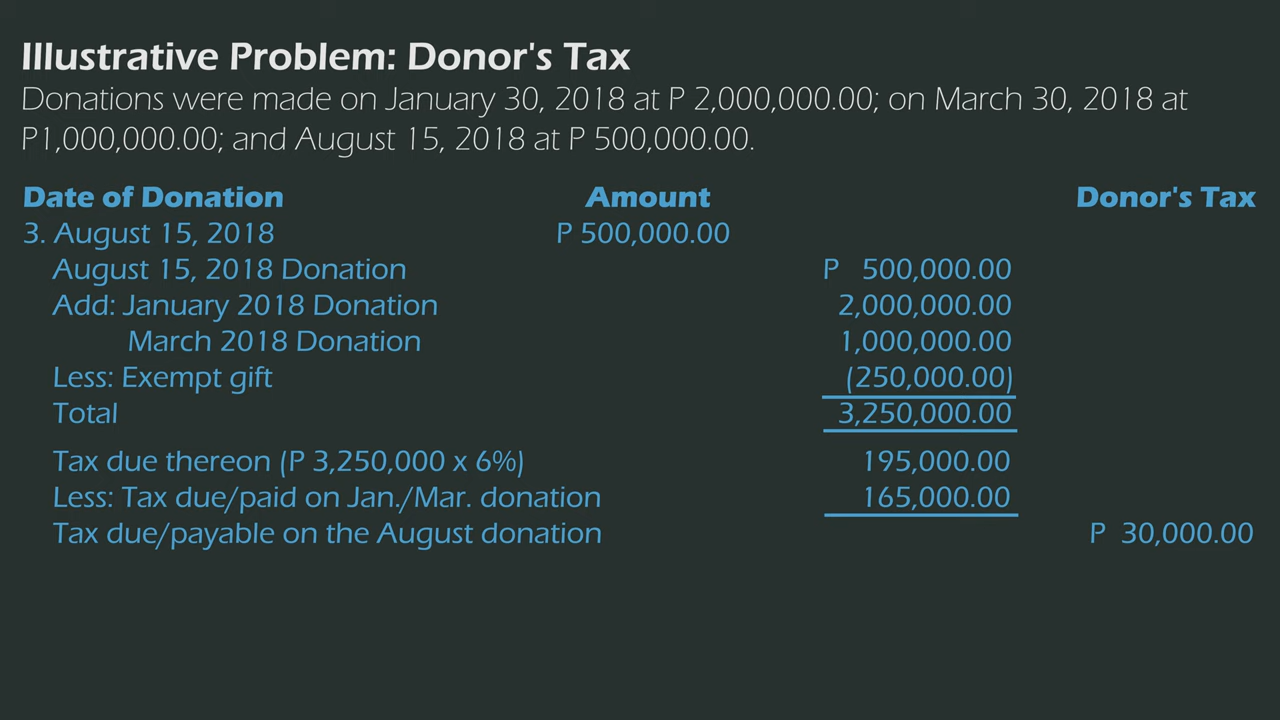 Illustrative Problem: Donor's Tax
Donations were made on January 30, 2018 at P 2,000,000.00; on March 30, 2018 at
P1,000,000.00; and August 15, 2018 at P 500,000.00.
Date of Donation Amount Donor's Tax
3. August 15, 2018 P 500,000.00
August 15, 2018 Donation P 500,000.00
Add: January 2018 Donation 2,000,000.00
March 2018 Donation 1,000,000.00
Less: Exempt gift (250,000.00)
Total 3,250,000.00
Tax due thereon (P 3,250,000 x 6%) 195,000.00
Less: Tax due/paid on Jan./Mar. donation 165,000.00
Tax due/payable on the August donation P 30,000.00